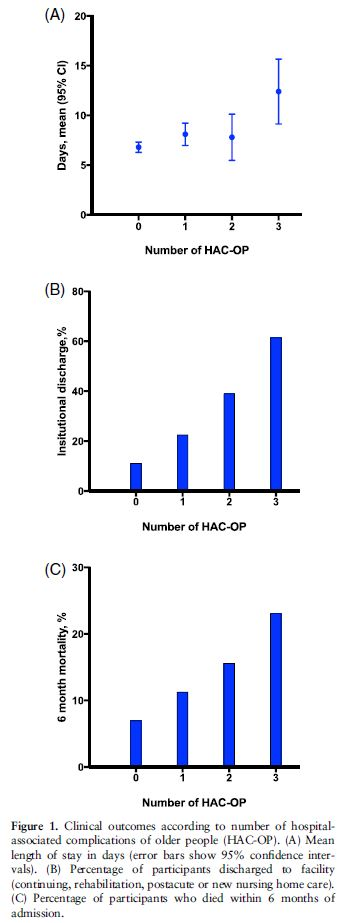 (A)
20
15
10
5
0
Days, mean (95% CI)
0 1 2 3
Number of HAC-OP
(B)
80
60
40
20
0
Insitutional discharge,%
0 1 2 3
Number of HAC-OP
(C)
30
20
10
0
6 month mortality, %
0 1 2 3
Number of HAC-OP
Figure 1. Clinical outcomes according to number of hospital-
associated complications of older people (HAC-OP). (A) Mean
length of stay in days (error bars show 95% confidence inter-
vals). (B) Percentage of participants discharged to facility
(continuing, rehabilitation, postacute or new nursing home care).
(C) Percentage of participants who died within 6 months of
admission.